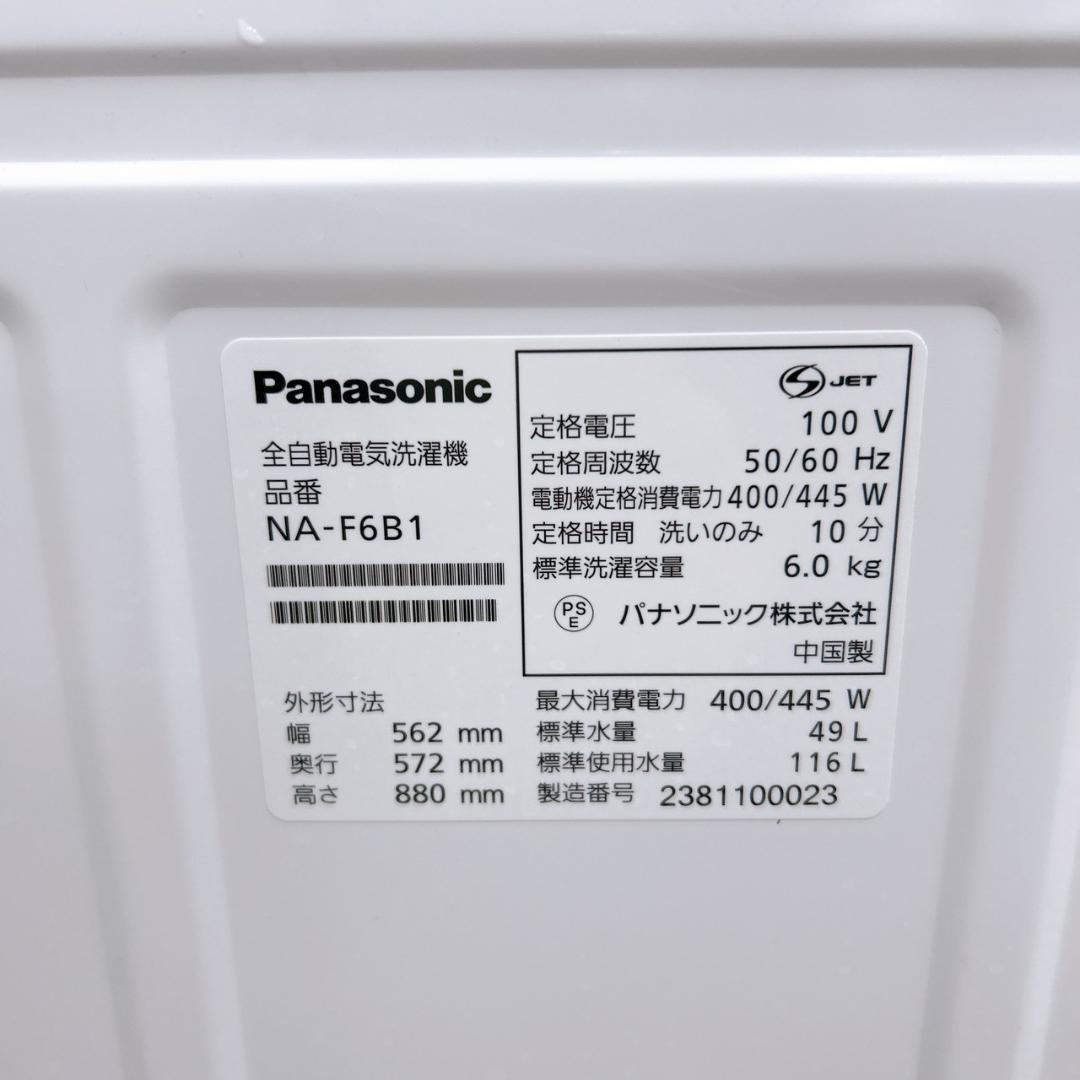 Panasonic
全自動電気洗濯機
品番
NA-F6B1
S JET
定格電圧 100 V
定格周波数 50/60 Hz
電動機定格消費電力 400/445 W
定格時間 洗いのみ 10 分
標準洗濯容量 6.0 kg
PS E パナソニック株式会社
中国製
外形寸法
幅 562 mm
奥行 572 mm
高さ 880 mm
最大消費電力 400/445 W
標準水量 49 L
標準使用水量 116 L
製造番号 2381100023